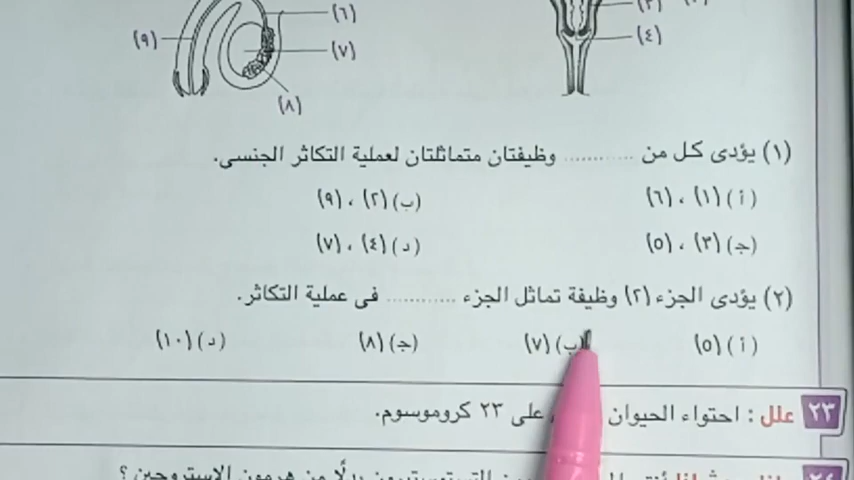 (٦)
(٩)
(٧)
(٨)
(٤)
(١) يؤدى كل من ............ وظيفتان متماثلتان لعملية التكاثر الجنسى.
(أ) (١) ، (٦)
(ب) (٢) ، (٩)
(جـ) (٣) ، (٥)
(د) (٤) ، (٧)
(٢) يؤدى الجزء (٢) وظيفة تماثل الجزء ............ فى عملية التكاثر.
(أ) (٥) (ب) (٧) (جـ) (٨) (د) (١٠)
٢٣ علل : احتواء الحيوان على ٢٣ كروموسوم.
هرمون الاستروجين ؟